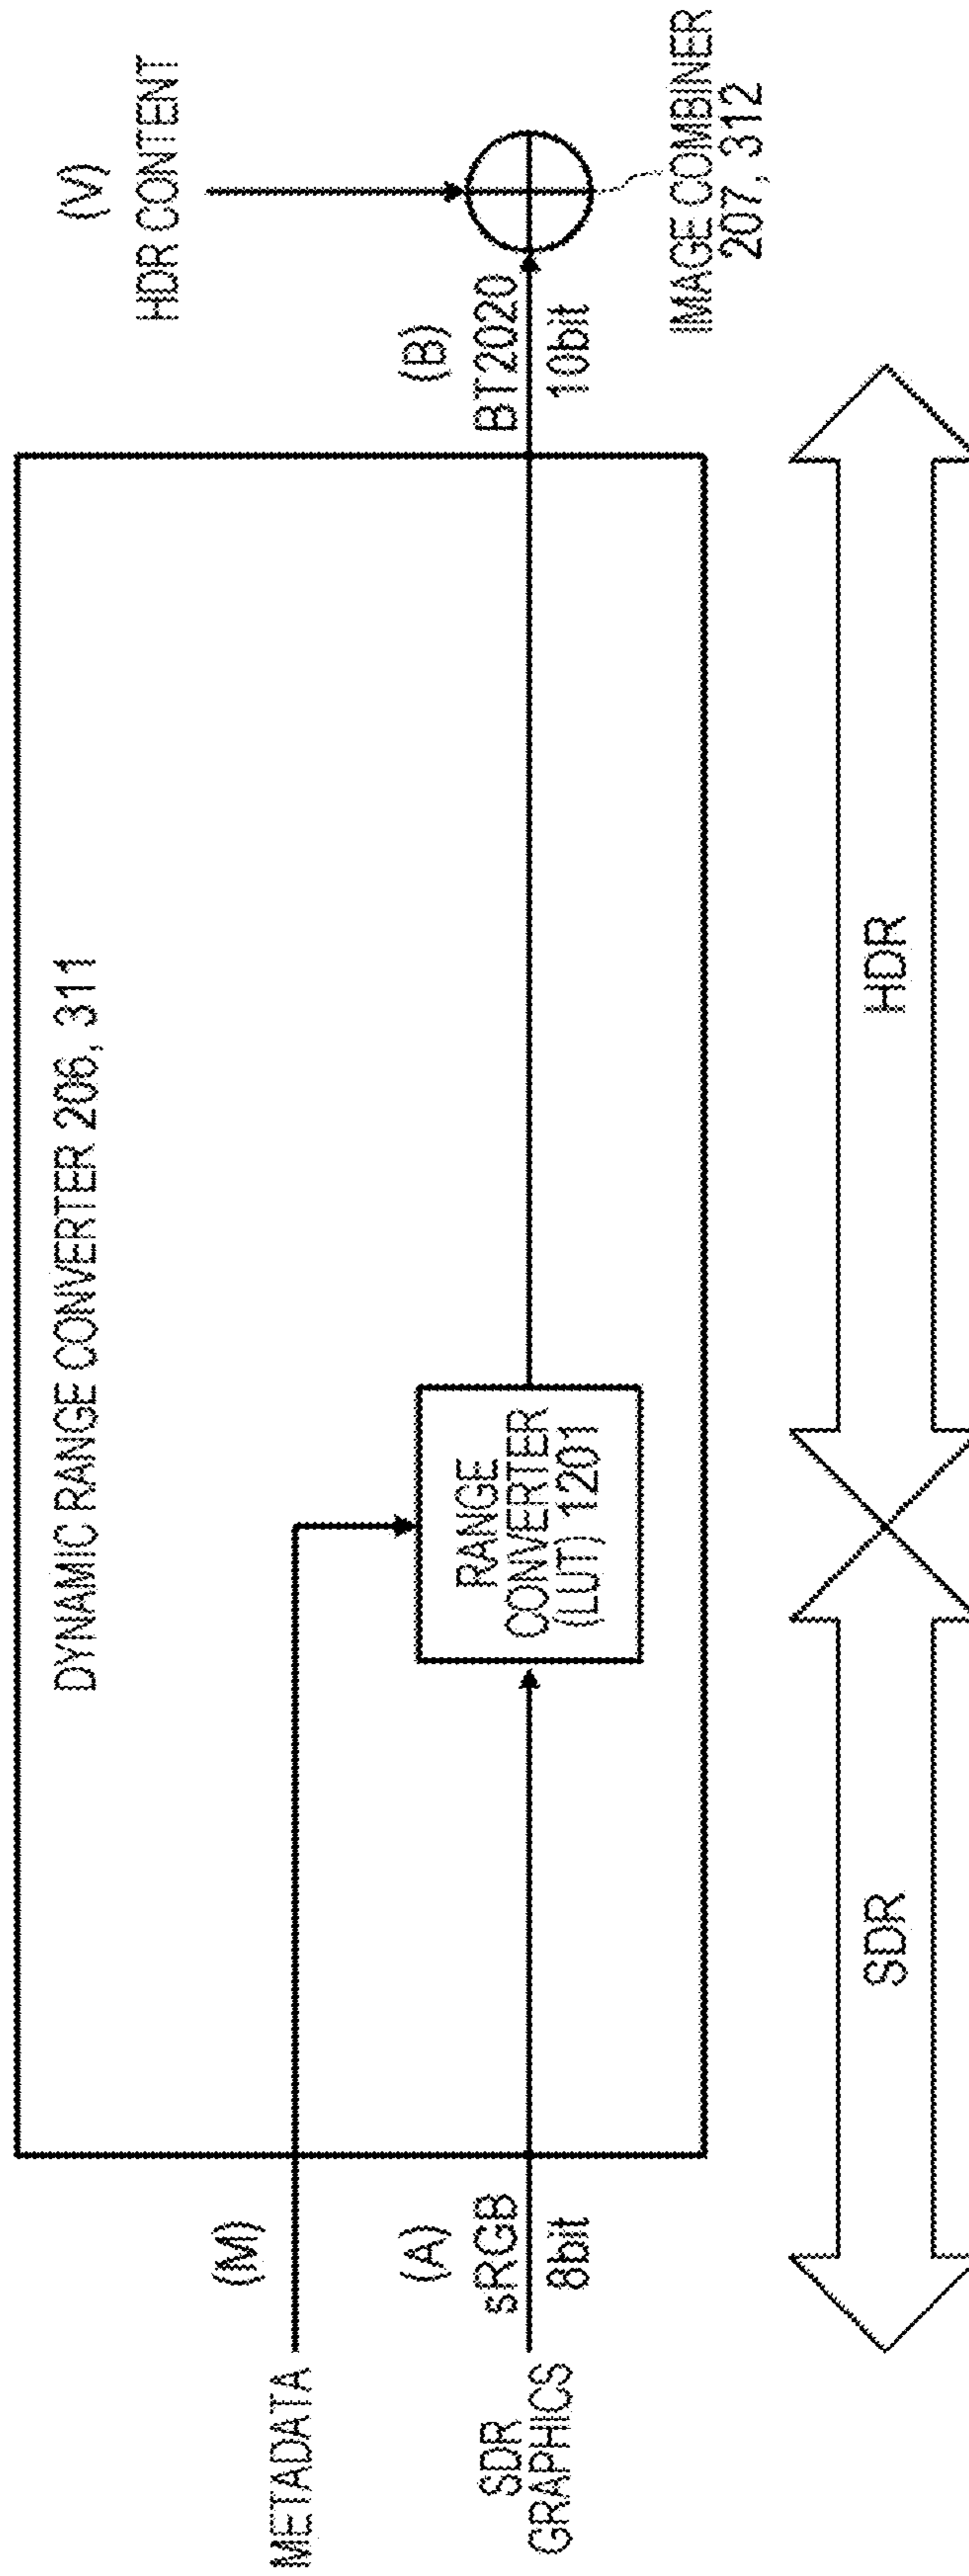 DYNAMIC RANGE CONVERTER 206, 311
METADATA
(M)
SDR
GRAPHICS
(A)
sRGB
8bit
RANGE
CONVERTER
(LUT) 1201
(B)
BT2020
10bit
(V)
HDR CONTENT
IMAGE COMBINER
207, 312
SDR
HDR